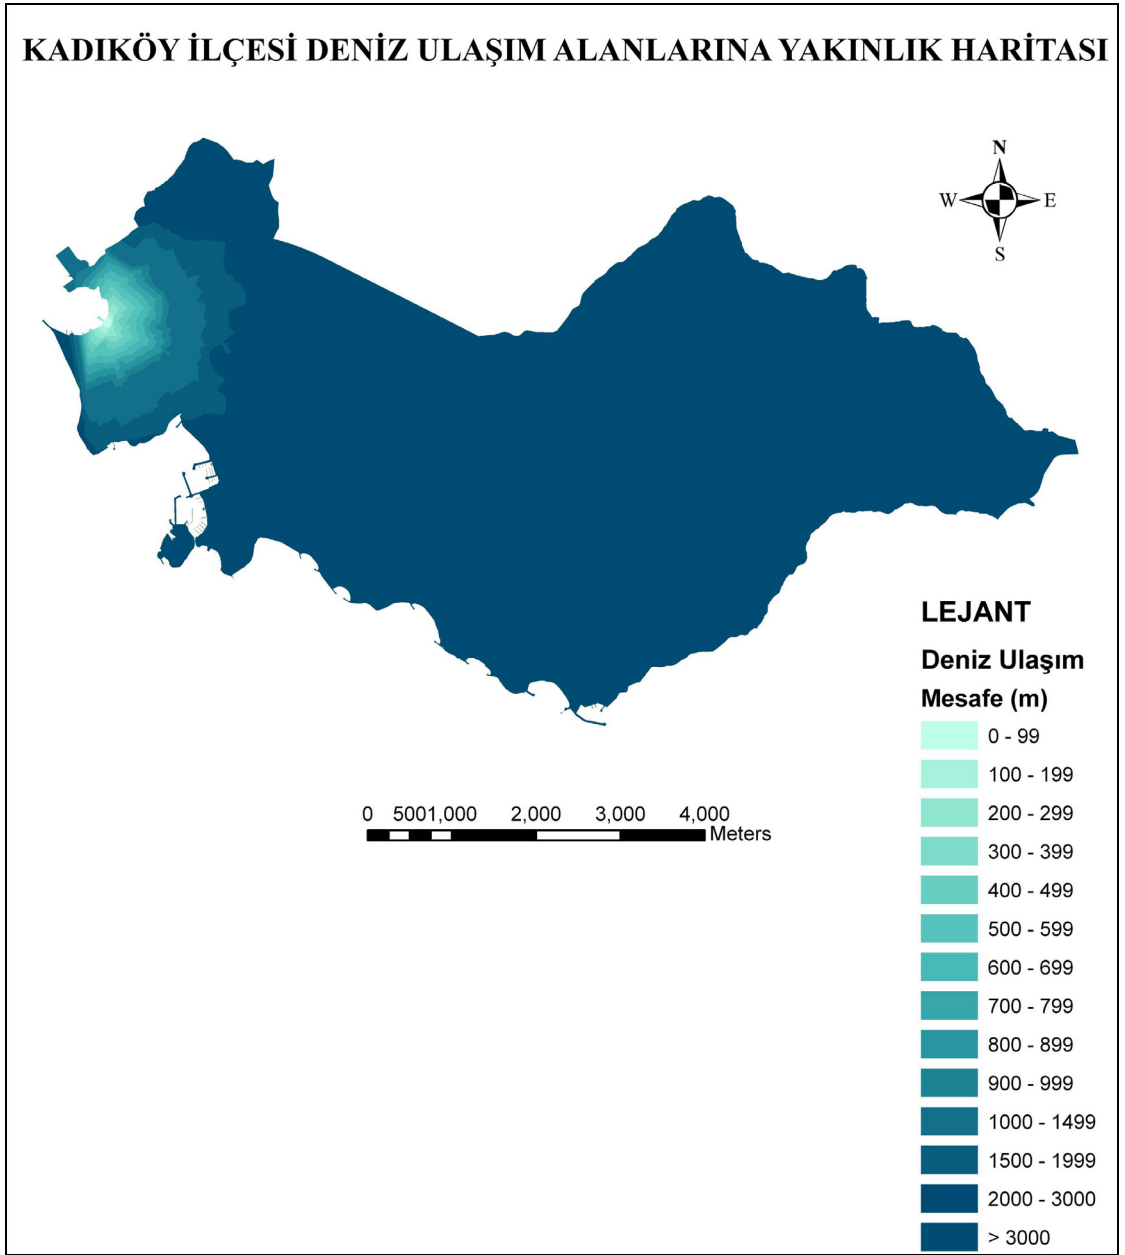 KADIKÖY İLÇESİ DENİZ ULAŞIM ALANLARINA YAKINLIK HARİTASI
N
W E
S
LEJANT
Deniz Ulaşım
Mesafe (m)
0 - 99
100 - 199
200 - 299
300 - 399
400 - 499
500 - 599
600 - 699
700 - 799
800 - 899
900 - 999
1000 - 1499
1500 - 1999
2000 - 3000
> 3000
0 500 1,000 2,000 3,000 4,000
Meters